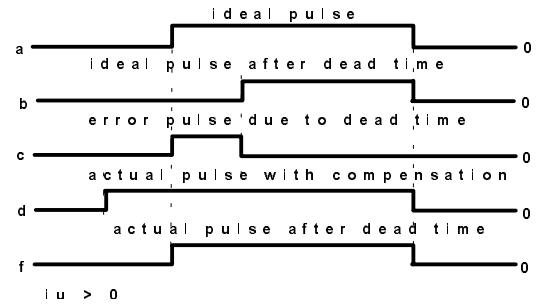 ideal pulse
a 0
ideal pulse after dead time
b 0
error pulse due to dead time
c 0
actual pulse with compensation
d 0
actual pulse after dead time
f 0
iu > 0